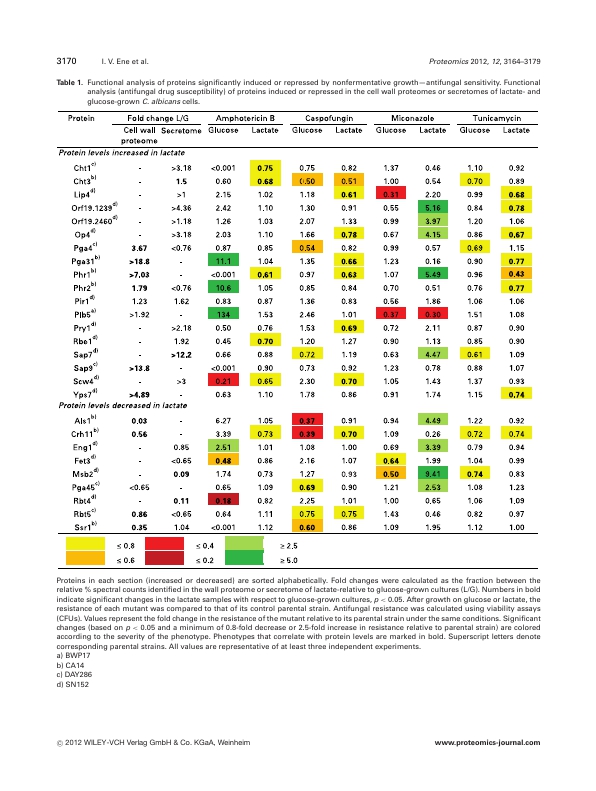 3170 I. V. Ene et al. Proteomics 2012, 12, 3164–3179
Table 1. Functional analysis of proteins significantly induced or repressed by nonfermentative growth—antifungal sensitivity. Functional
analysis (antifungal drug susceptibility) of proteins induced or repressed in the cell wall proteomes or secretomes of lactate- and
glucose-grown C. albicans cells.
Protein Fold change L/G Amphotericin B Caspofungin Miconazole Tunicamycin
Cell wall Secretome Glucose Lactate Glucose Lactate Glucose Lactate Glucose Lactate
proteome
Protein levels increased in lactate
Cht1c) - >3.18 <0.001 0.75 0.75 0.82 1.37 0.46 1.10 0.92
Cht3b) - 1.5 0.60 0.68 0.50 0.51 1.00 0.54 0.70 0.89
Lip4d) - >1 2.15 1.02 1.18 0.61 0.31 2.20 0.99 0.68
Orf19.1239d) - >4.36 2.42 1.10 1.30 0.91 0.55 5.16 0.84 0.78
Orf19.2460d) - >1.18 1.26 1.03 2.07 1.33 0.99 3.97 1.20 1.06
Op4d) - >3.18 2.03 1.10 1.66 0.78 0.67 4.15 0.86 0.67
Pga4c) 3.67 <0.76 0.87 0.85 0.54 0.82 0.99 0.57 0.69 1.15
Pga31b) >18.8 - 11.1 1.04 1.35 0.66 1.23 1.16 0.90 0.77
Phr1b) >7.03 - <0.001 0.61 0.97 0.63 1.07 5.49 0.96 0.43
Phr2b) 1.79 <0.76 10.6 1.05 0.85 0.84 0.70 0.51 0.76 0.77
Pir1d) 1.23 1.62 0.83 0.87 1.36 0.83 0.56 1.86 1.06 1.06
Plb5a) >1.92 - 134 1.53 2.46 1.01 0.37 0.30 1.51 1.08
Pry1d) - >2.18 0.50 0.76 1.53 0.69 0.72 2.11 0.87 0.90
Rbe1d) - 1.92 0.45 0.70 1.20 1.27 0.90 1.13 0.85 0.90
Sap7d) - >12.2 0.66 0.88 0.72 1.19 0.63 4.47 0.61 1.09
Sap9c) >13.8 - <0.001 0.90 0.73 0.92 1.23 0.78 0.88 1.07
Scw4d) - >3 0.21 0.65 2.30 0.70 1.05 1.43 1.37 0.93
Yps7d) >4.89 - 0.63 1.10 1.78 0.86 0.91 1.74 1.15 0.74
Protein levels decreased in lactate
Als1b) 0.03 - 6.27 1.05 0.37 0.91 0.94 4.49 1.22 0.92
Crh11b) 0.56 - 3.39 0.73 0.39 0.70 1.09 0.26 0.72 0.74
Eng1d) - 0.85 2.51 1.01 1.08 1.00 0.69 3.39 0.79 0.94
Fet3d) - <0.65 0.48 0.86 2.16 1.07 0.64 1.99 1.04 0.99
Msb2d) - 0.09 1.74 0.73 1.27 0.93 0.50 9.41 0.74 0.83
Pga45c) <0.65 - 0.65 1.09 0.69 0.90 1.21 2.53 1.08 1.23
Rbt4d) - 0.11 0.18 0.82 2.25 1.01 1.00 0.65 1.06 1.09
Rbt5c) 0.86 <0.65 0.64 1.11 0.75 0.75 1.43 0.46 0.82 0.97
Ssr1b) 0.35 1.04 <0.001 1.12 0.60 0.86 1.09 1.95 1.12 1.00
≤ 0.8 ≤ 0.4 ≥ 2.5
≤ 0.6 ≤ 0.2 ≥ 5.0
Proteins in each section (increased or decreased) are sorted alphabetically. Fold changes were calculated as the fraction between the
relative % spectral counts identified in the wall proteome or secretome of lactate-relative to glucose-grown cultures (L/G). Numbers in bold
indicate significant changes in the lactate samples with respect to glucose-grown cultures, p < 0.05. After growth on glucose or lactate, the
resistance of each mutant was compared to that of its control parental strain. Antifungal resistance was calculated using viability assays
(CFUs). Values represent the fold change in resistance of the mutant relative to its parental strain under the same conditions. Significant
changes (based on p < 0.05 and a minimum of 0.8-fold decrease or 2.5-fold increase in resistance relative to parental strain) are colored
according to the severity of the phenotype. Phenotypes that correlate with protein levels are marked in bold. Superscript letters denote
corresponding parental strains. All values are representative of at least three independent experiments.
a) BWP17
b) CA14
c) DAY286
d) SN152
© 2012 WILEY-VCH Verlag GmbH & Co. KGaA, Weinheim www.proteomics-journal.com